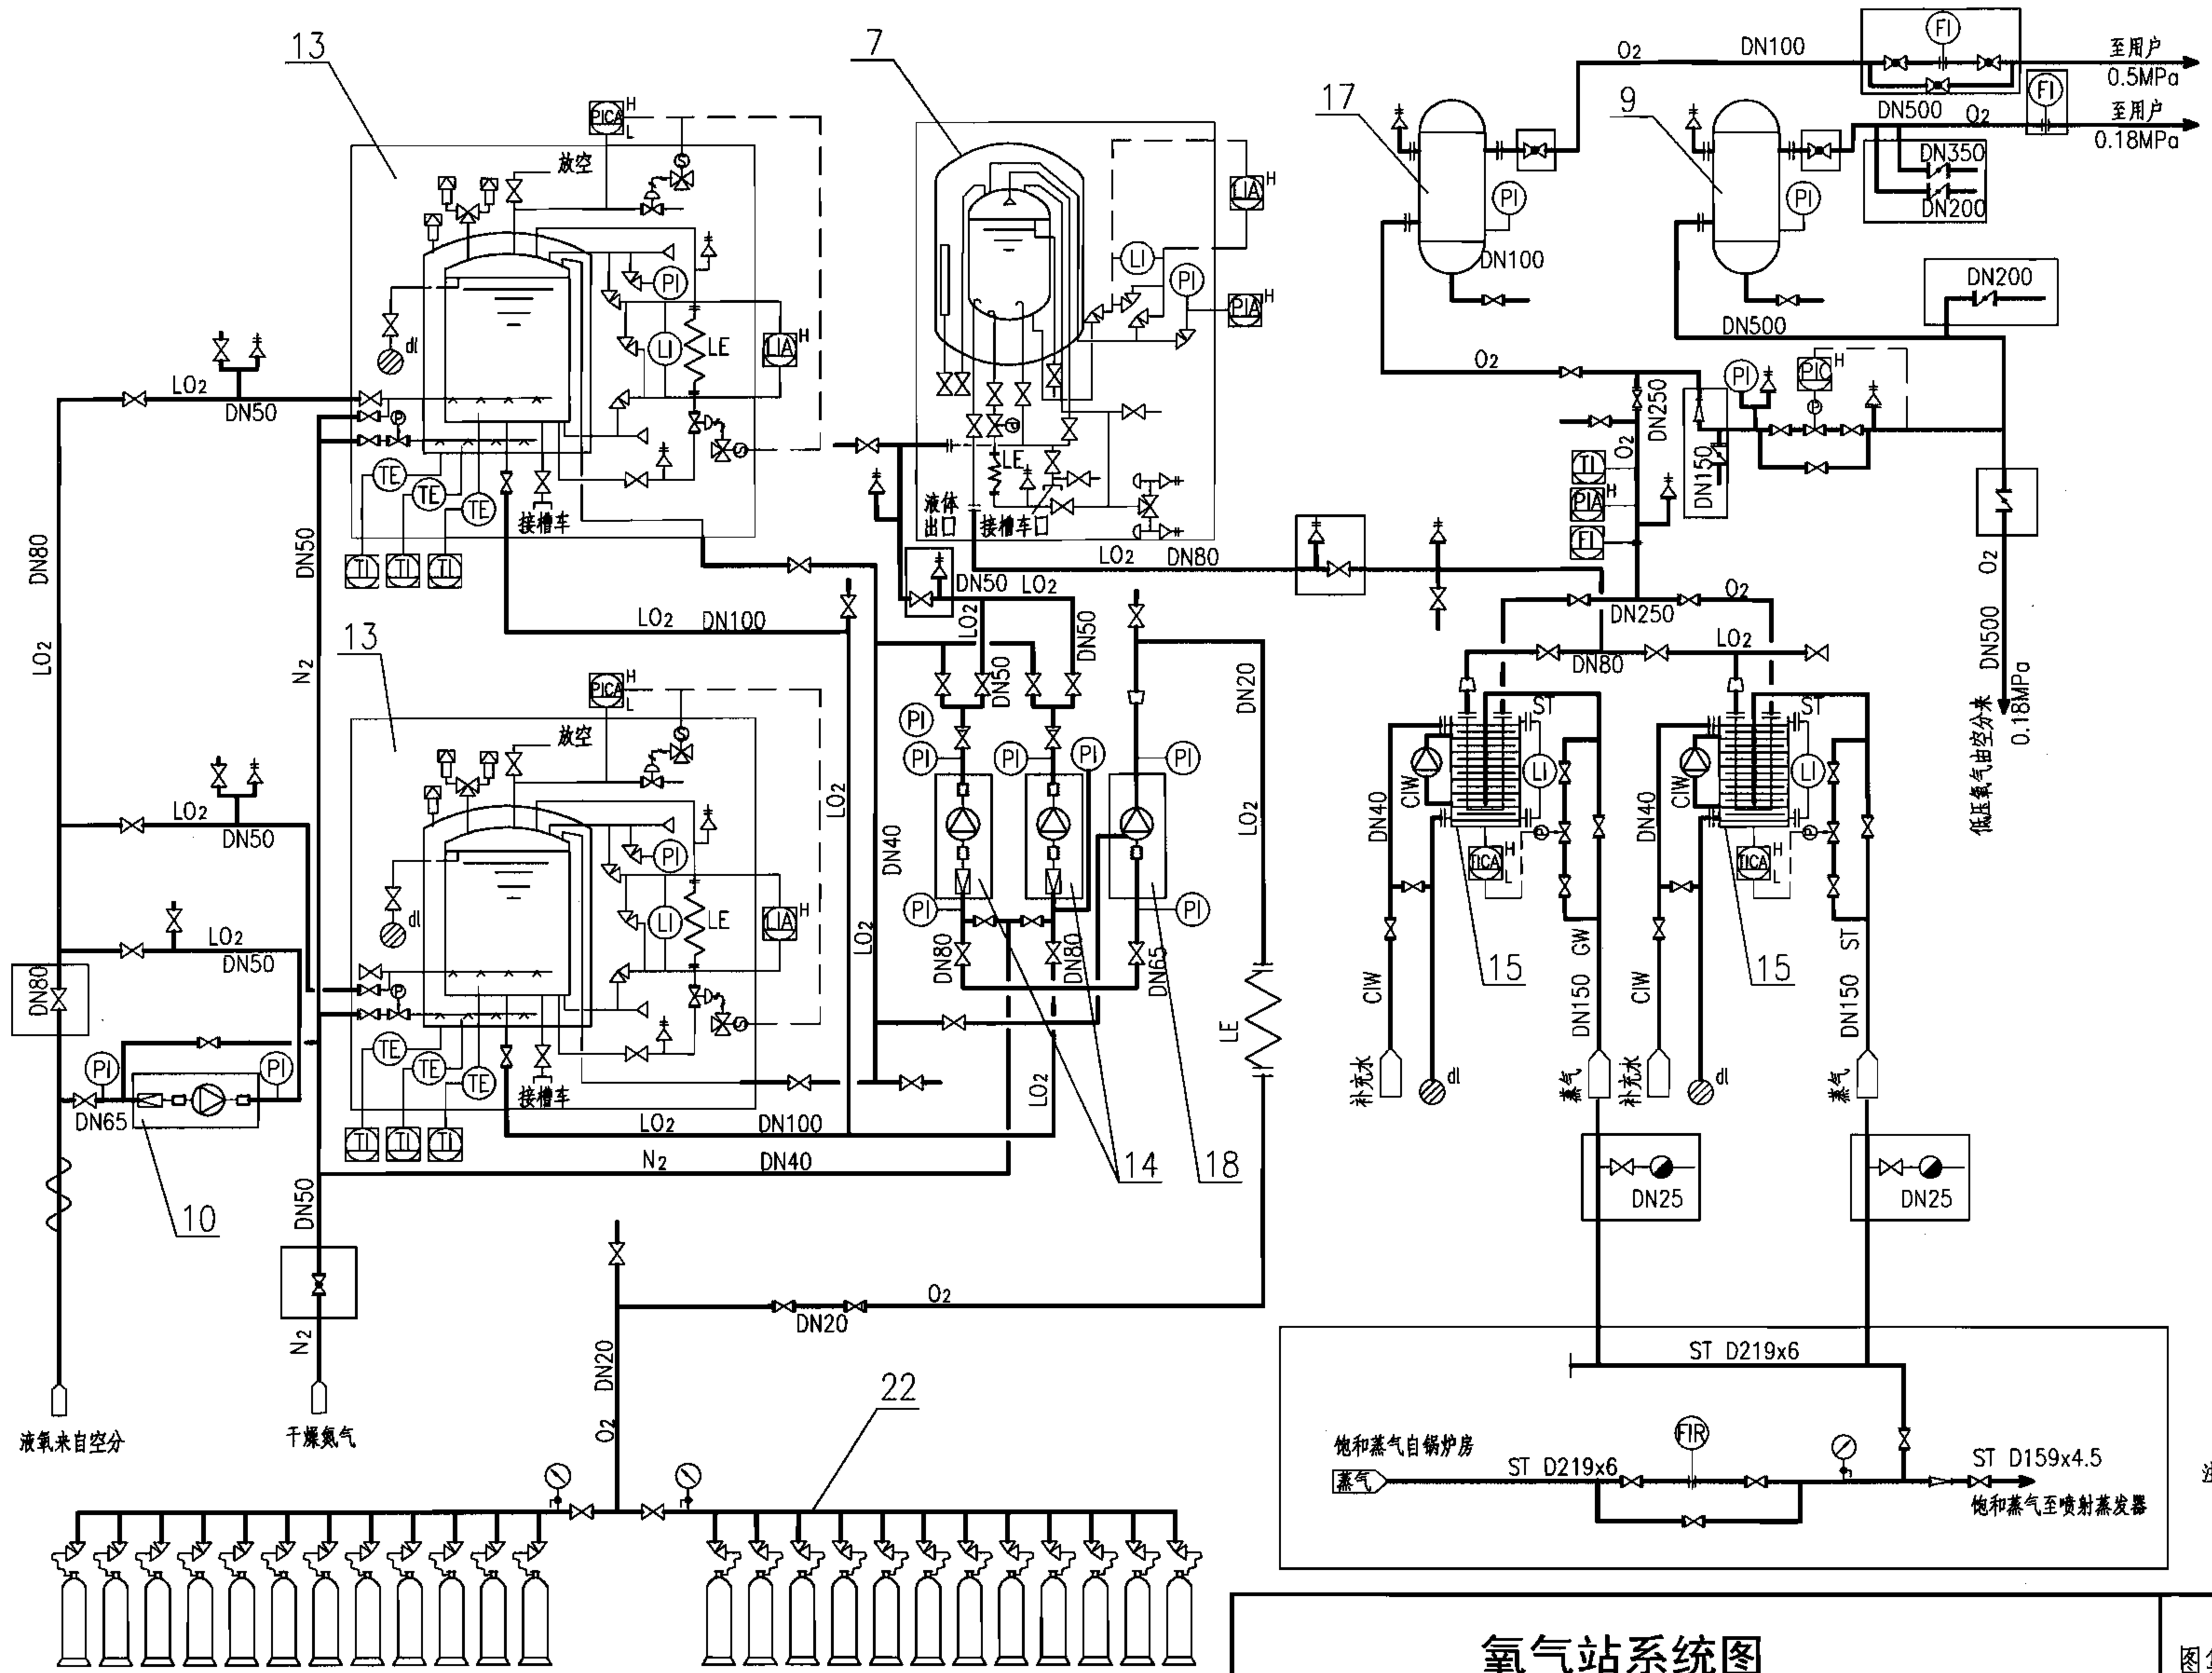 13
7
17
9
O2
DN100
FI
至用户
0.5MPa
DN500
O2
FI
至用户
0.18MPa
DN350
DN200
PICA
H
L
放空
S
PI
dl
LI
LE
LIA
H
P
TE
TE
TE
TI
TI
TI
接槽车
S
LIA
H
LI
PI
PIA
H
P
LE
液体
出口
接槽车口
PI
DN100
PI
DN200
DN500
O2
DN250
O2
PI
PIC
H
P
DN150
TI
PIA
H
FI
LO2
DN50
DN80
LO2
DN50
N2
LO2
DN80
DN50
LO2
LO2
DN50
DN50
DN20
LO2
DN100
O2
DN250
LO2
DN80
O2
DN500
0.18MPa
低压氧气由空分来
13
PICA
H
L
放空
S
PI
dl
LI
LE
LIA
H
P
TE
TE
TE
TI
TI
TI
接槽车
S
LO2
DN50
LO2
DN50
DN80
PI
PI
DN65
10
LO2
DN40
LO2
PI
PI
PI
PI
PI
PI
PI
DN80
DN80
DN65
LO2
LO2
LE
LO2
DN100
N2
DN40
14
18
ST
ST
CIW
CIW
DN40
DN40
LI
LI
P
P
TICA
H
L
TICA
H
L
15
15
CIW
CIW
DN150
GW
DN150
ST
补充水
dl
蒸气
补充水
dl
蒸气
DN25
DN25
DN50
N2
液氧来自空分
干燥氮气
O2
DN20
DN20
O2
22
ST D219x6
饱和蒸气自锅炉房
蒸气
ST D219x6
FIR
ST D159x4.5
饱和蒸气至喷射蒸发器
氧气站系统图